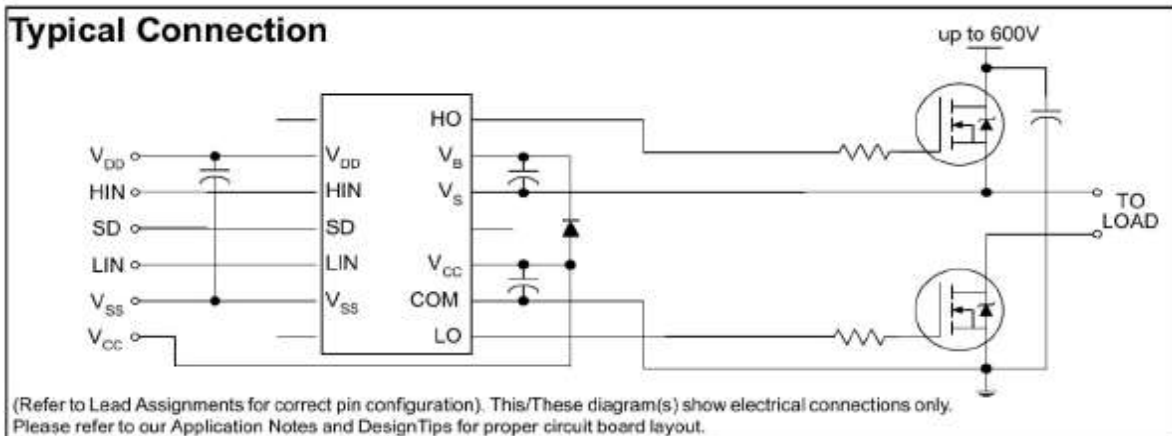 Typical Connection
up to 600V
HO
V_DD V_DD V_B
HIN HIN V_S
SD SD
LIN LIN V_CC
V_SS V_SS COM
V_CC LO
TO
LOAD
(Refer to Lead Assignments for correct pin configuration). This/These diagram(s) show electrical connections only.
Please refer to our Application Notes and DesignTips for proper circuit board layout.